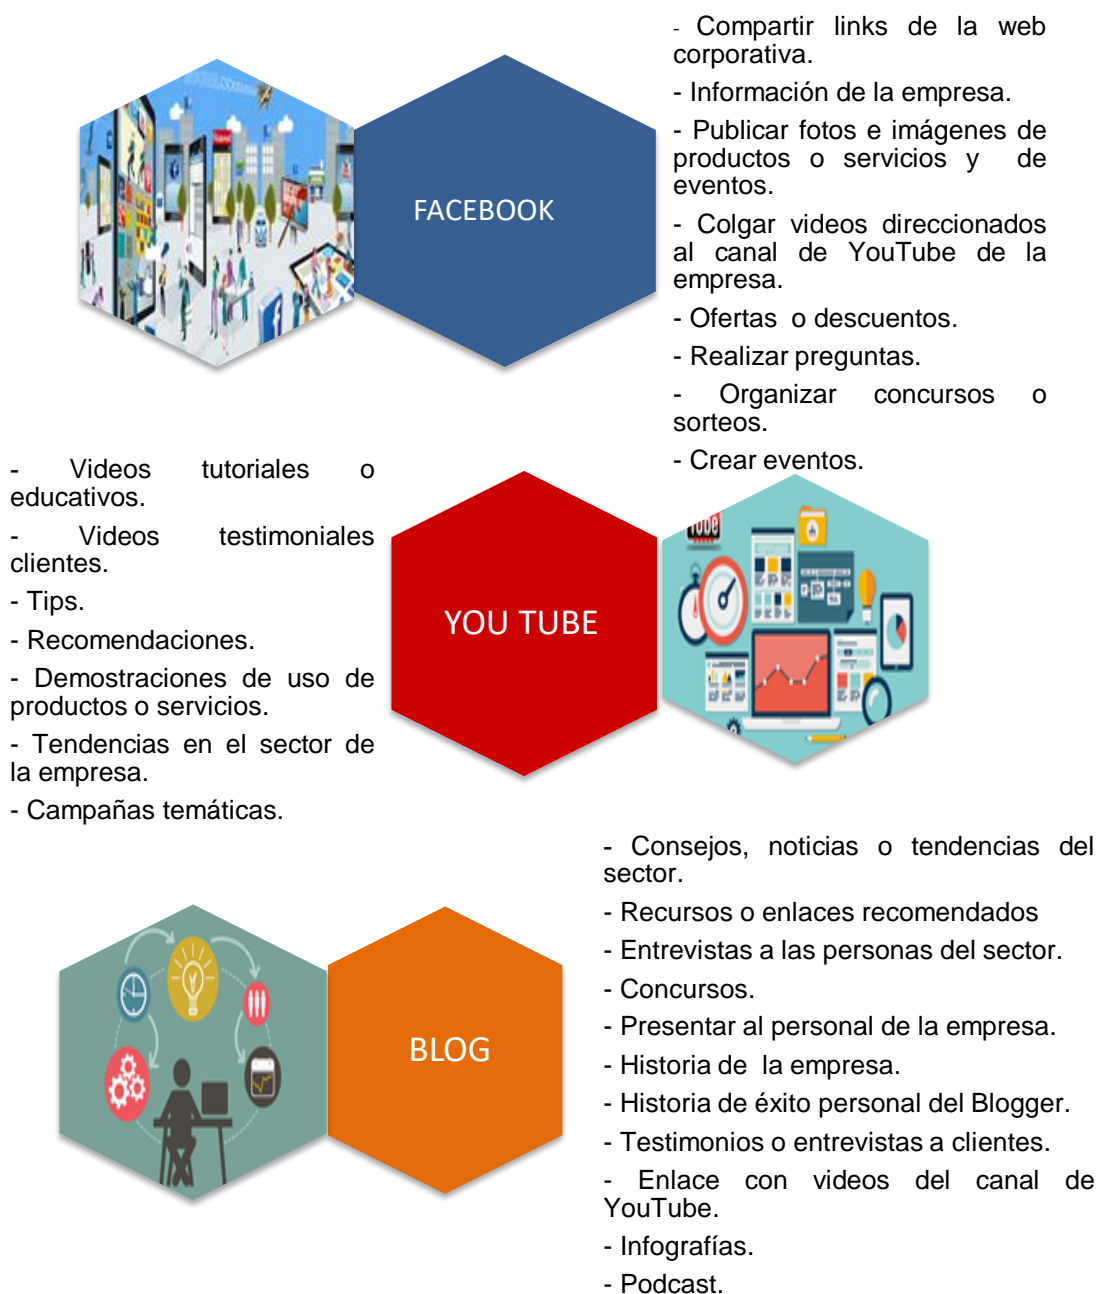 - Compartir links de la web
corporativa.
- Información de la empresa.
- Publicar fotos e imágenes de
productos o servicios y de
eventos.
- Colgar videos direccionados
al canal de YouTube de la
empresa.
- Ofertas o descuentos.
- Realizar preguntas.
- Organizar concursos o
sorteos.
- Crear eventos.
FACEBOOK
- Videos tutoriales o
educativos.
- Videos testimoniales
clientes.
- Tips.
- Recomendaciones.
- Demostraciones de uso de
productos o servicios.
- Tendencias en el sector de
la empresa.
- Campañas temáticas.
YOU TUBE
Tube
- Consejos, noticias o tendencias del
sector.
- Recursos o enlaces recomendados
- Entrevistas a las personas del sector.
- Concursos.
- Presentar al personal de la empresa.
- Historia de la empresa.
- Historia de éxito personal del Blogger.
- Testimonios o entrevistas a clientes.
- Enlace con videos del canal de
YouTube.
- Infografías.
- Podcast.
BLOG